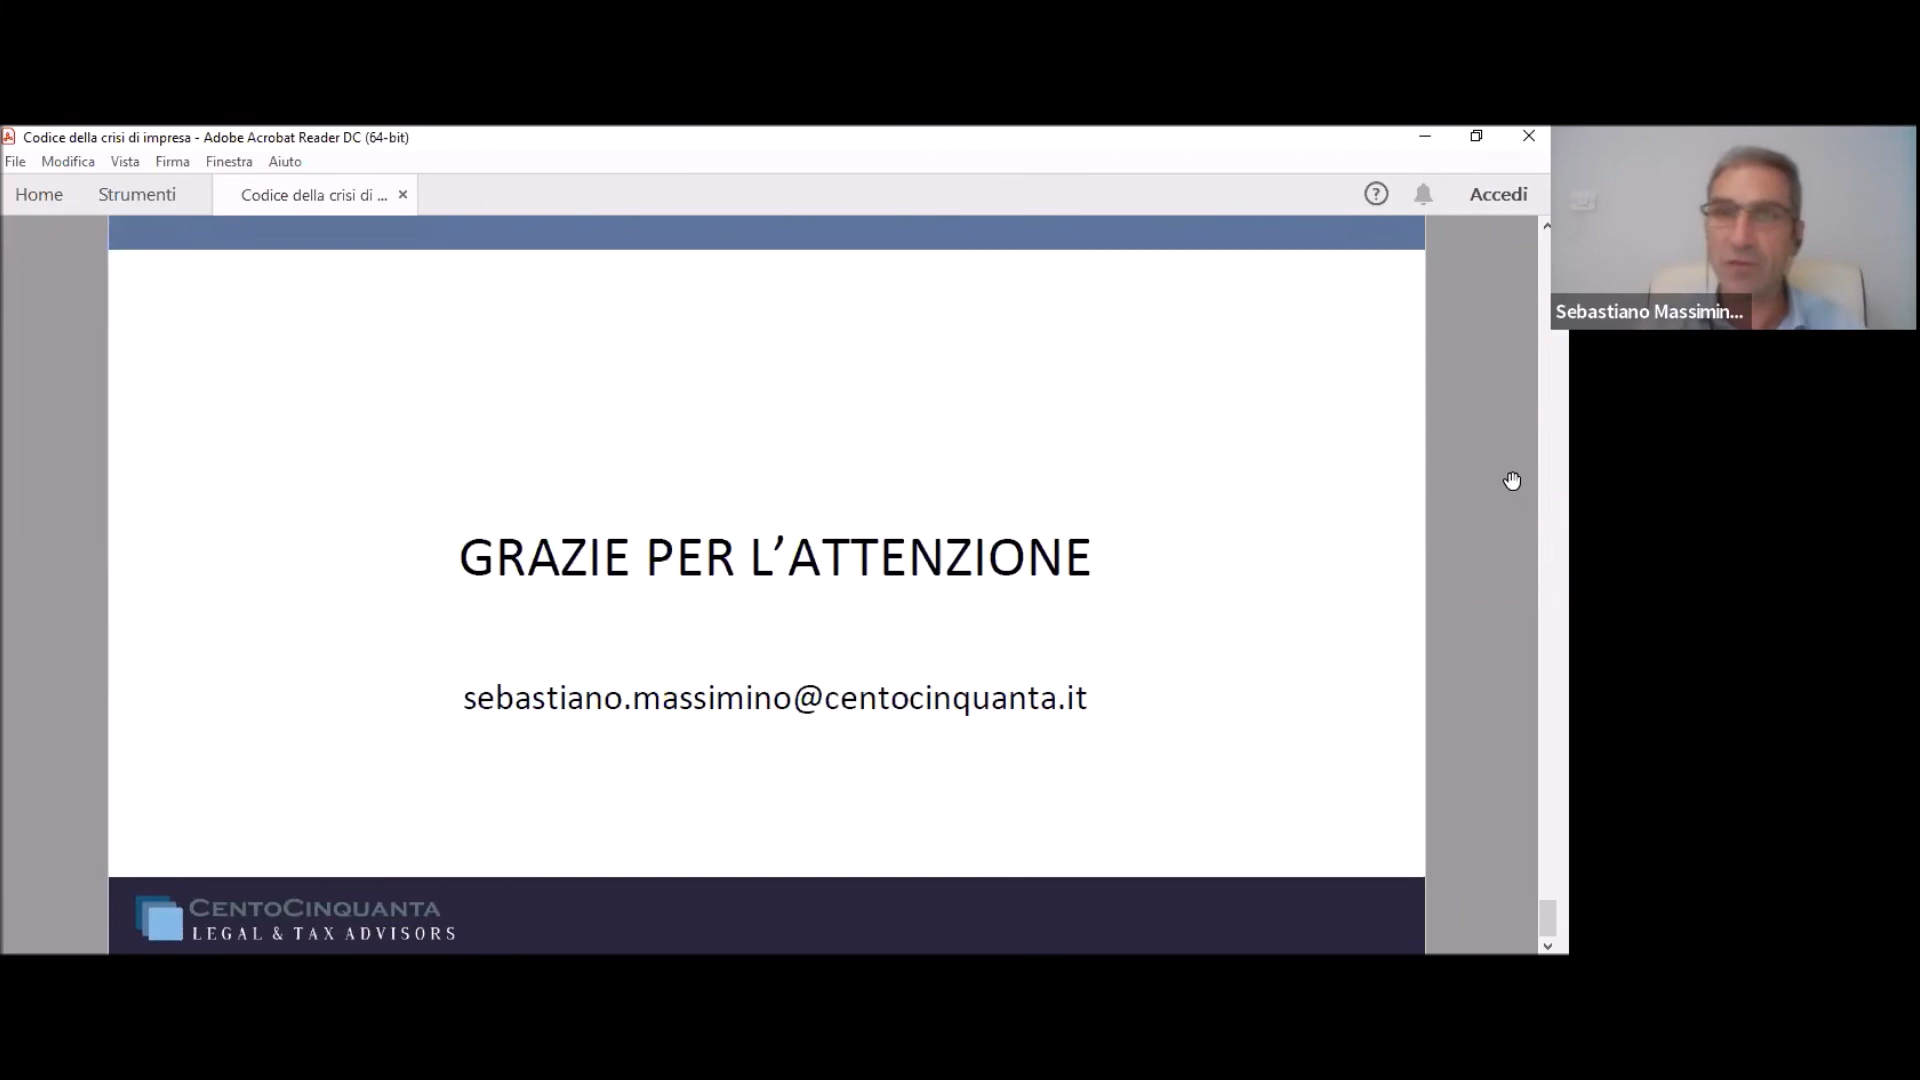 Codice della crisi di impresa - Adobe Acrobat Reader DC (64-bit)
File Modifica Vista Firma Finestra Aiuto
Home Strumenti Codice della crisi di ... Accedi
Sebastiano Massimin...
GRAZIE PER L’ATTENZIONE
sebastiano.massimino@centocinquanta.it
CENTOCINQUANTA
LEGAL & TAX ADVISORS